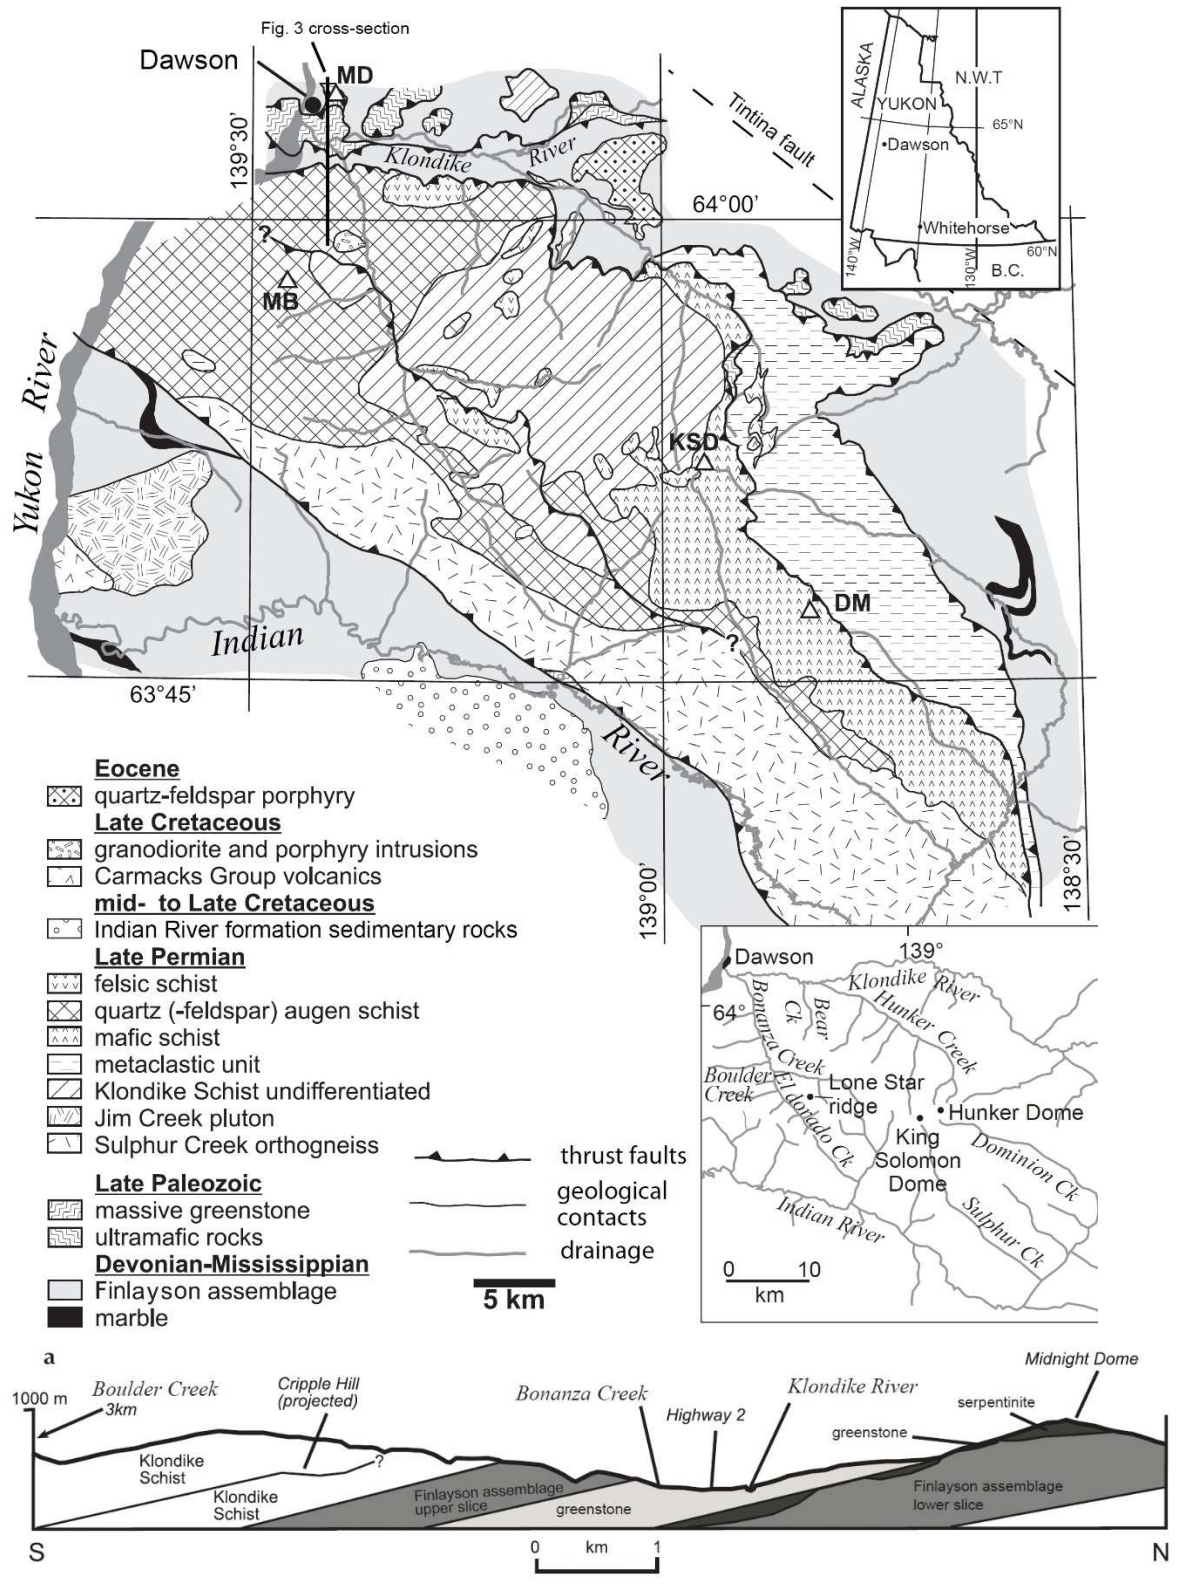 Fig. 3 cross-section
Dawson
MD
139°30'
Klondike
River
Tintina fault
64°00'
ALASKA
N.W.T
YUKON
65°N
Dawson
Whitehorse
60°N
140°W
130°W
B.C.
?
MB
KSD
DM
?
Yukon
River
Indian
River
63°45'
139°00'
138°30'
Eocene
quartz-feldspar porphyry
Late Cretaceous
granodiorite and porphyry intrusions
Carmacks Group volcanics
mid- to Late Cretaceous
Indian River formation sedimentary rocks
Late Permian
felsic schist
quartz (-feldspar) augen schist
mafic schist
metaclastic unit
Klondike Schist undifferentiated
Jim Creek pluton
Sulphur Creek orthogneiss
Late Paleozoic
massive greenstone
ultramafic rocks
Devonian-Mississippian
Finlayson assemblage
marble
thrust faults
geological
contacts
drainage
5 km
139°
Dawson
64°
Klondike River
Bonanza Creek
Bear
Ck
Hunker Creek
Boulder
Creek
El dorado Ck
Lone Star
ridge
Hunker Dome
King
Solomon
Dome
Dominion Ck
Sulphur Ck
Indian River
0 10
km
a
1000 m
Boulder Creek
3km
Cripple Hill
(projected)
Bonanza Creek
Highway 2
Klondike River
Midnight Dome
serpentinite
greenstone
Klondike
Schist
?
Klondike
Schist
Finlayson assemblage
upper slice
greenstone
Finlayson assemblage
lower slice
S
0 km 1
N